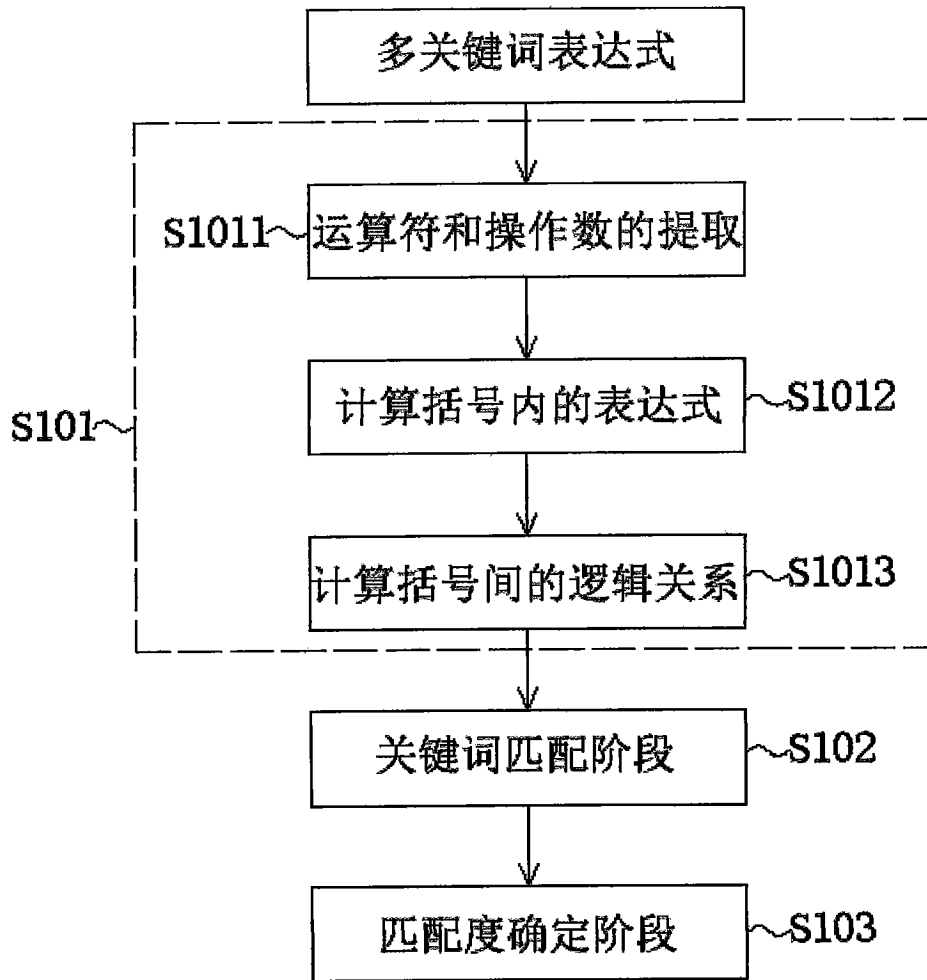 多关键词表达式
S1011
运算符和操作数的提取
计算括号内的表达式
S1012
S101
计算括号间的逻辑关系
S1013
关键词匹配阶段
S102
匹配度确定阶段
S103